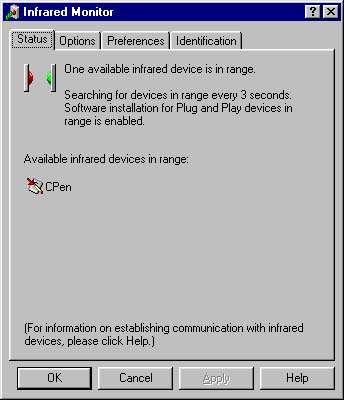 Infrared Monitor
Status Options Preferences Identification
One available infrared device is in range.
Searching for devices in range every 3 seconds.
Software installation for Plug and Play devices in
range is enabled.
Available infrared devices in range:
CPen
(For information on establishing communication with infrared
devices, please click Help.)
OK Cancel Apply Help